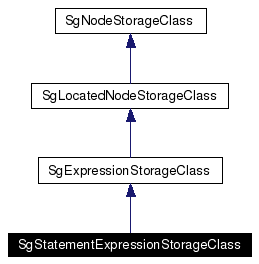 SgNodeStorageClass
SgLocatedNodeStorageClass
SgExpressionStorageClass
SgStatementExpressionStorageClass